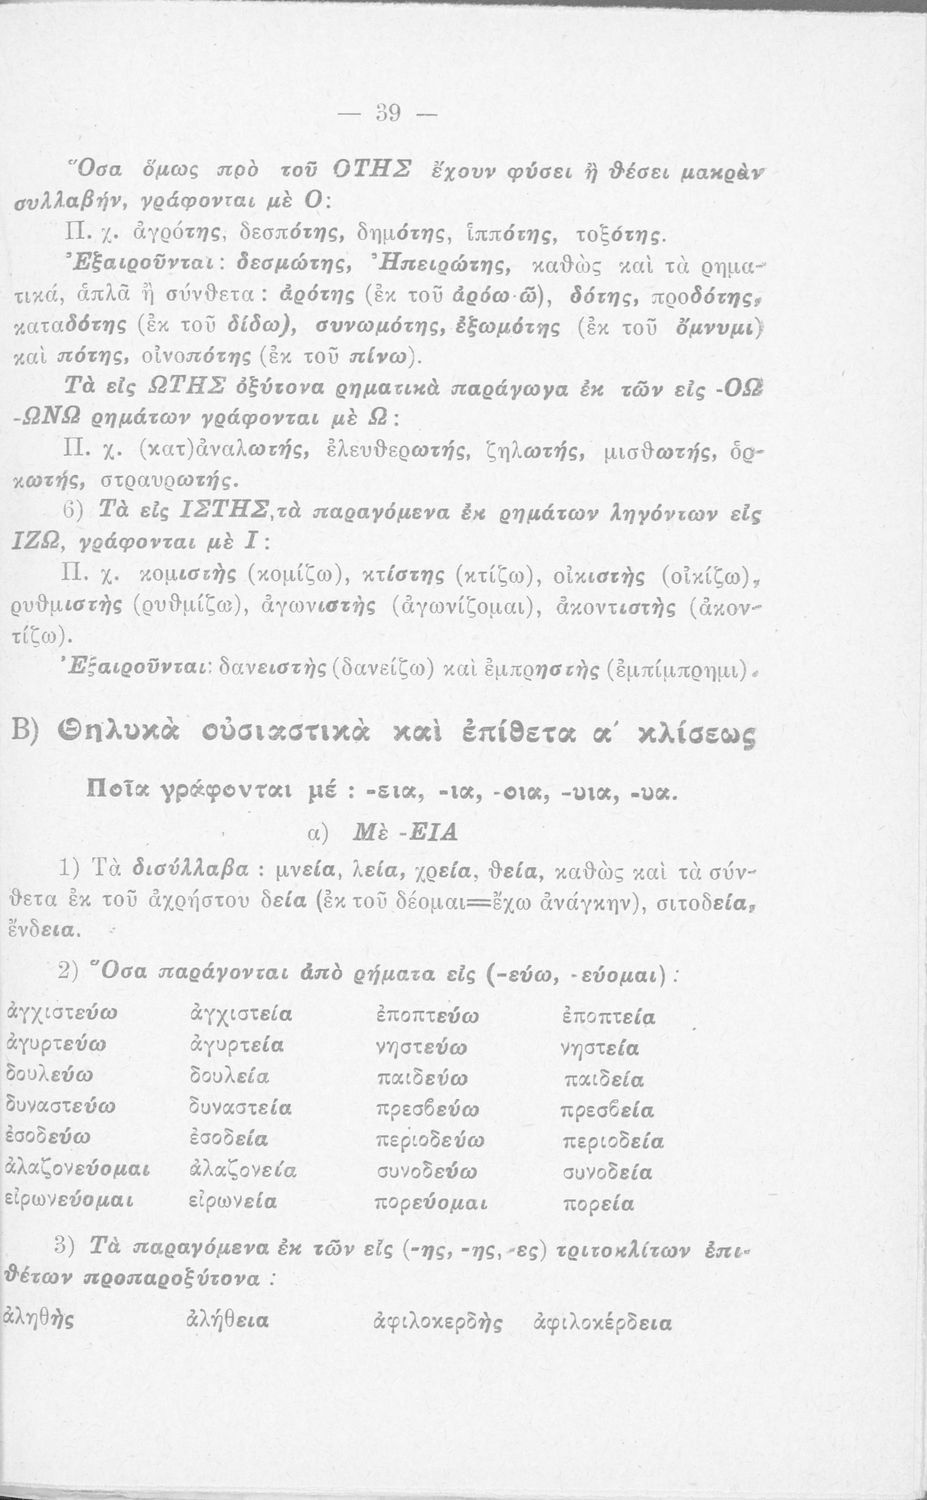 — 39 —
Ὅσα ὅμως πρὸ τοῦ ΟΤΗΣ ἔχουν φύσει ἢ θέσει μακρὰν
συλλαβήν, γράφονται μὲ Ο:
Π. χ. ἀγρότης, δεσπότης, δημότης, ἱππότης, τοξότης.
Ἐξαιροῦνται: δεσμώτης, Ἠπειρώτης, καθὼς καὶ τὰ ρημα-
τικά, ἁπλᾶ ἢ σύνθετα: ἀρότης (ἐκ τοῦ ἀρόω-ῶ), δότης, προδότης,
καταδότης (ἐκ τοῦ δίδω), συνωμότης, ἐξωμότης (ἐκ τοῦ ὄμνυμι)
καὶ πότης, οἰνοπότης (ἐκ τοῦ πίνω).
Τὰ εἰς ΩΤΗΣ ὀξύτονα ρηματικὰ παράγωγα ἐκ τῶν εἰς -ΟΩ
-ΩΝΩ ρημάτων γράφονται μὲ Ω:
Π. χ. (κατ)ἀναλωτής, ἐλευθερωτής, ζηλωτής, μισθωτής, ὁρ-
κωτής, σταυρωτής.
6) Τὰ εἰς ΙΣΤΗΣ,τὰ παραγόμενα ἐκ ρημάτων ληγόντων εἰς
ΙΖΩ, γράφονται μὲ Ι:
Π. χ. κομιστὴς (κομίζω), κτίστης (κτίζω), οἰκιστὴς (οἰκίζω),
ρυθμιστὴς (ρυθμίζω), ἀγωνιστὴς (ἀγωνίζομαι), ἀκοντιστὴς (ἀκον-
τίζω).
Ἐξαιροῦνται: δανειστὴς (δανείζω) καὶ ἐμπρηστὴς (ἐμπίμπρημι).
Β) Θηλυκὰ οὐσιαστικὰ καὶ ἐπίθετα α΄ κλίσεως
Ποῖα γράφονται μέ : -εια, -ια, -οια, -υια, -υα.
α) Μὲ -ΕΙΑ
1) Τὰ δισύλλαβα : μνεία, λεία, χρεία, θεία, καθὼς καὶ τὰ σύν-
θετα ἐκ τοῦ ἀχρήστου δεία (ἐκ τοῦ δέομαι=ἔχω ἀνάγκην), σιτοδεία,
ἔνδεια.
2) Ὅσα παράγονται ἀπὸ ρήματα εἰς (-εύω, -εύομαι) :
ἀγχιστεύω ἀγχιστεία ἐποπτεύω ἐποπτεία
ἀγυρτεύω ἀγυρτεία νηστεύω νηστεία
δουλεύω δουλεία παιδεύω παιδεία
δυναστεύω δυναστεία πρεσβεύω πρεσβεία
ἐσοδεύω ἐσοδεία περιοδεύω περιοδεία
ἀλαζονεύομαι ἀλαζονεία συνοδεύω συνοδεία
εἰρωνεύομαι εἰρωνεία πορεύομαι πορεία
3) Τὰ παραγόμενα ἐκ τῶν εἰς (-ης, -ης, -ες) τριτοκλίτων ἐπι-
θέτων προπαροξύτονα :
ἀληθὴς ἀλήθεια ἀφιλοκερδὴς ἀφιλοκέρδεια